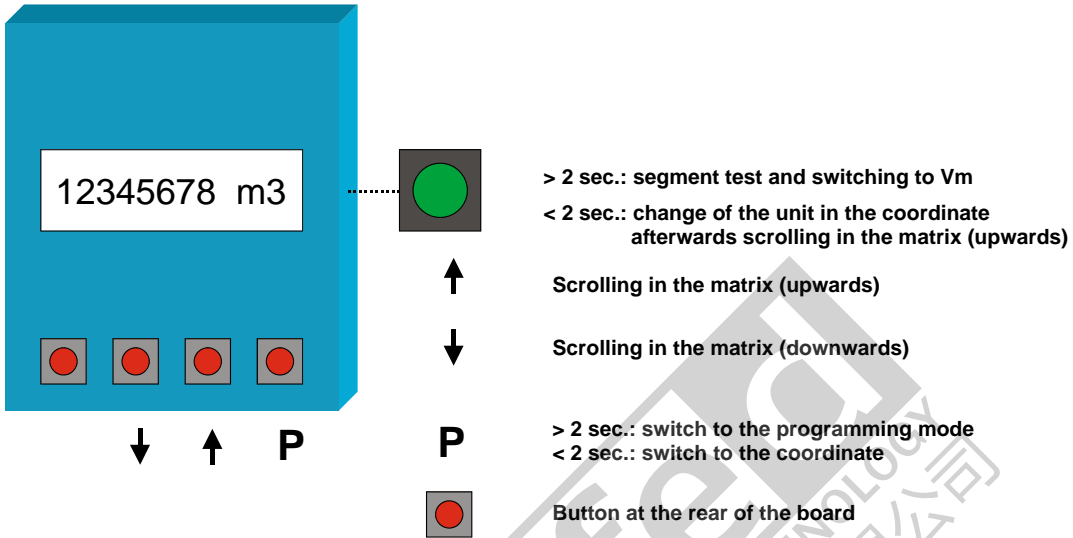 12345678 m3
> 2 sec.: segment test and switching to Vm
< 2 sec.: change of the unit in the coordinate
afterwards scrolling in the matrix (upwards)
Scrolling in the matrix (upwards)
Scrolling in the matrix (downwards)
P
P
> 2 sec.: switch to the programming mode
< 2 sec.: switch to the coordinate
Button at the rear of the board